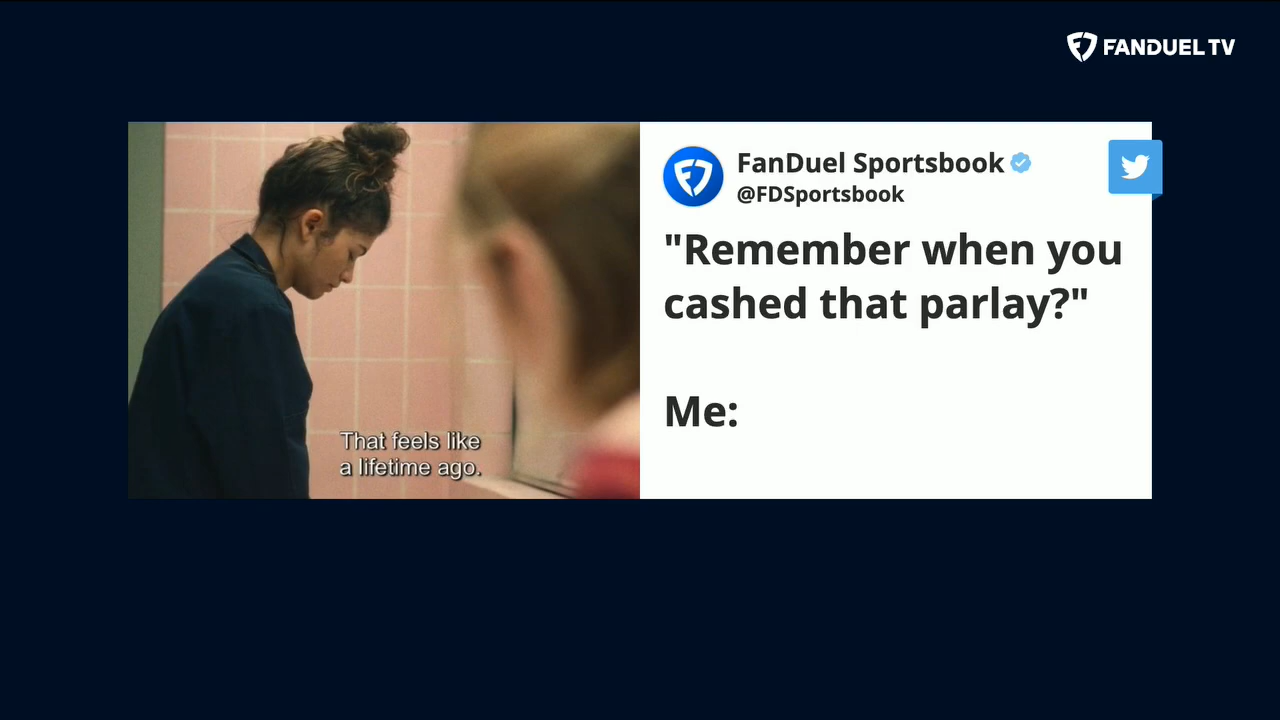 FANDUEL TV
FanDuel Sportsbook
@FDSportsbook
"Remember when you
cashed that parlay?"
Me:
That feels like
a lifetime ago.